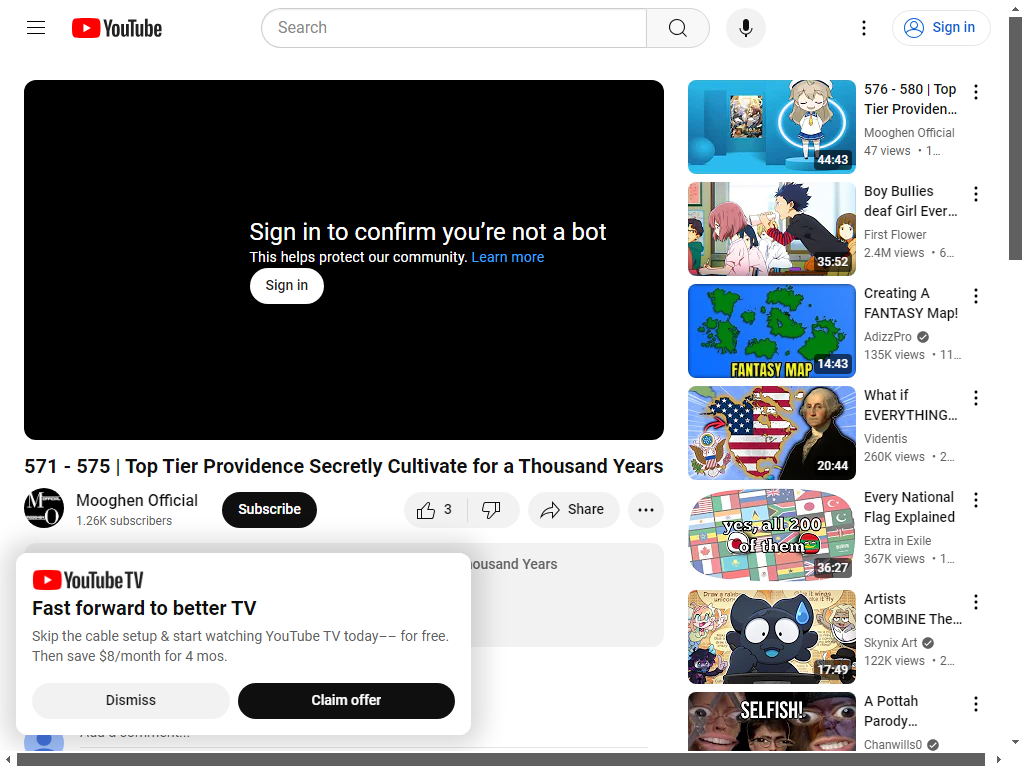 YouTube
Search
Sign in
Sign in to confirm you’re not a bot
This helps protect our community. Learn more
Sign in
571 - 575 | Top Tier Providence Secretly Cultivate for a Thousand Years
Mooghen Official
1.26K subscribers
Subscribe
3
Share
housand Years
YouTube TV
Fast forward to better TV
Skip the cable setup & start watching YouTube TV today–– for free.
Then save $8/month for 4 mos.
Dismiss
Claim offer
Add a comment...
44:43
576 - 580 | Top
Tier Providen...
Mooghen Official
47 views • 1...
35:52
Boy Bullies
deaf Girl Ever...
First Flower
2.4M views • 6...
FANTASY MAP
14:43
Creating A
FANTASY Map!
AdizzPro
135K views • 11...
20:44
What if
EVERYTHING...
Videntis
260K views • 2...
yes, all 200
of them
36:27
Every National
Flag Explained
Extra in Exile
367K views • 1...
17:49
Artists
COMBINE The...
Skynix Art
122K views • 2...
SELFISH!
A Pottah
Parody...
Chanwills0